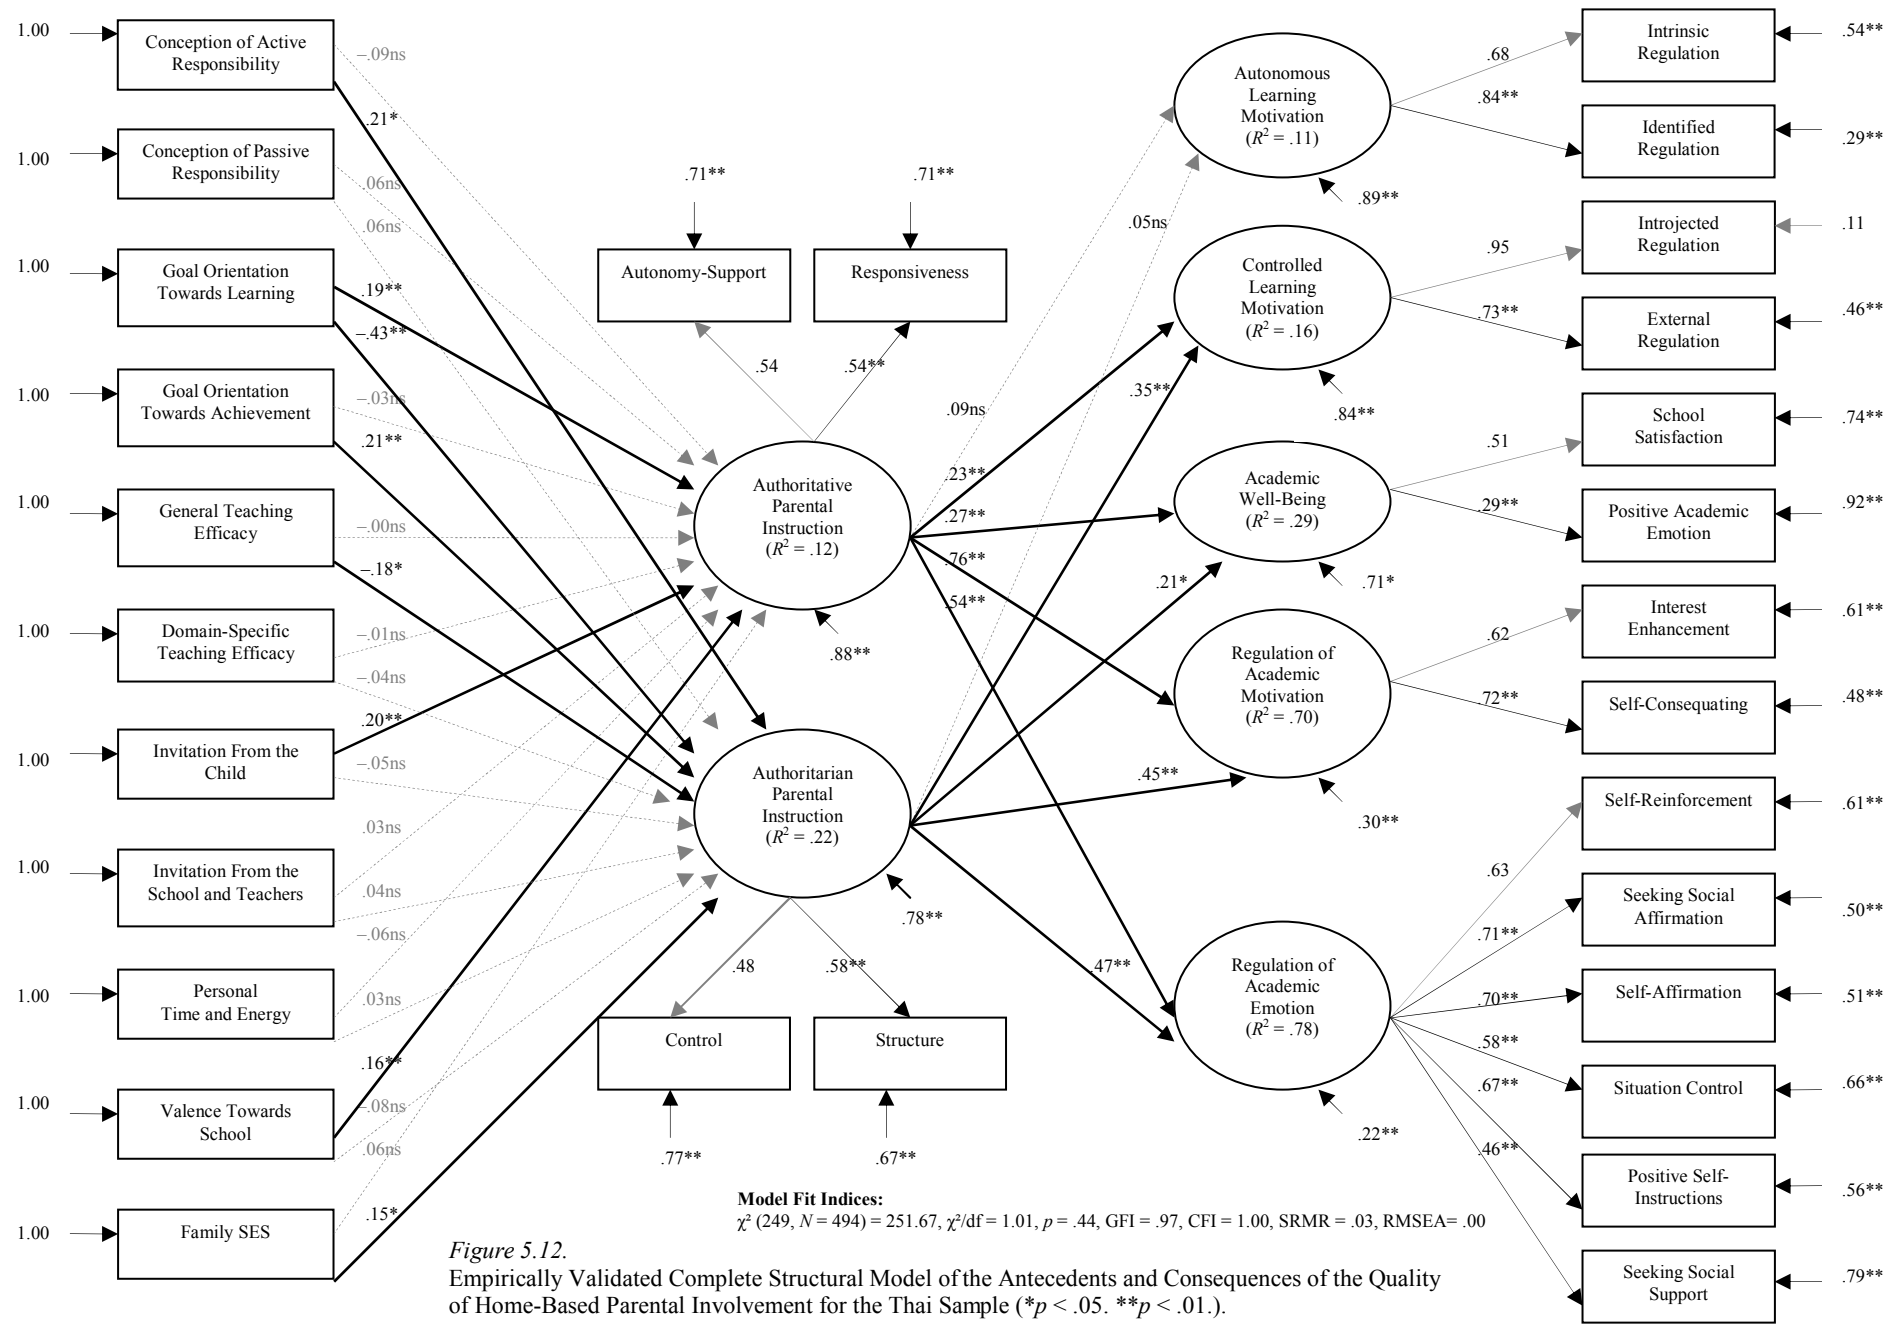 1.00
Conception of Active
Responsibility
1.00
Conception of Passive
Responsibility
1.00
Goal Orientation
Towards Learning
1.00
Goal Orientation
Towards Achievement
1.00
General Teaching
Efficacy
1.00
Domain-Specific
Teaching Efficacy
1.00
Invitation From the
Child
1.00
Invitation From the
School and Teachers
1.00
Personal
Time and Energy
1.00
Valence Towards
School
1.00
Family SES
–.09ns
.21*
.06ns
.06ns
.19**
–.43**
–.03ns
.21**
–.00ns
–.18*
–.01ns
–.04ns
.20**
–.05ns
.03ns
.04ns
–.06ns
.03ns
.16**
–.08ns
.06ns
.15*
.71**
.71**
Autonomy-Support
Responsiveness
.54
.54**
Authoritative
Parental
Instruction
(R² = .12)
.88**
Authoritarian
Parental
Instruction
(R² = .22)
.78**
.48
.58**
Control
Structure
.77**
.67**
.05ns
.09ns
.35**
.23**
.27**
.76**
.54**
.21*
.45**
.47**
Autonomous
Learning
Motivation
(R² = .11)
.89**
Controlled
Learning
Motivation
(R² = .16)
.84**
Academic
Well-Being
(R² = .29)
.71*
Regulation of
Academic
Motivation
(R² = .70)
.30**
Regulation of
Academic
Emotion
(R² = .78)
.22**
.68
.84**
.95
.73**
.51
.29**
.62
.72**
.63
.71**
.70**
.58**
.67**
.46**
Intrinsic
Regulation
.54**
Identified
Regulation
.29**
Introjected
Regulation
.11
External
Regulation
.46**
School
Satisfaction
.74**
Positive Academic
Emotion
.92**
Interest
Enhancement
.61**
Self-Consequating
.48**
Self-Reinforcement
.61**
Seeking Social
Affirmation
.50**
Self-Affirmation
.51**
Situation Control
.66**
Positive Self-
Instructions
.56**
Seeking Social
Support
.79**
Model Fit Indices:
χ² (249, N = 494) = 251.67, χ²/df = 1.01, p = .44, GFI = .97, CFI = 1.00, SRMR = .03, RMSEA= .00
Figure 5.12.
Empirically Validated Complete Structural Model of the Antecedents and Consequences of the Quality
of Home-Based Parental Involvement for the Thai Sample (*p < .05. **p < .01.).